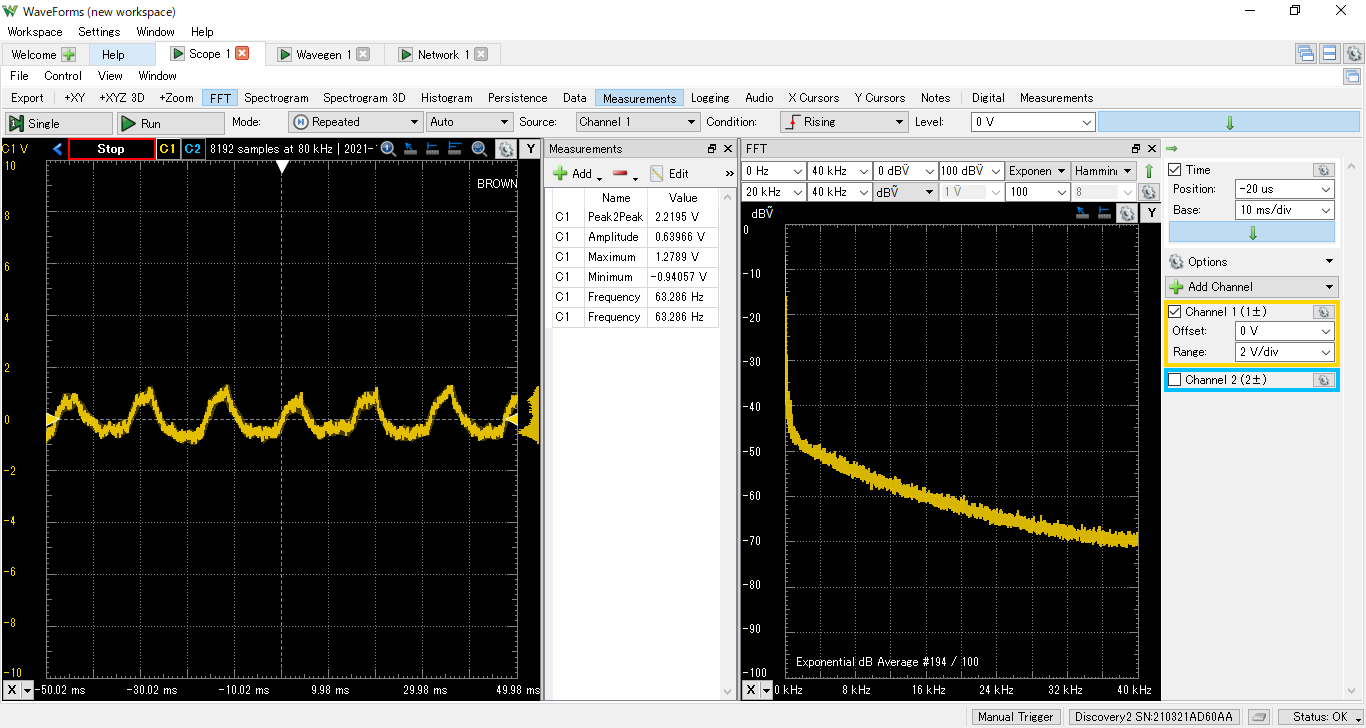 WaveForms (new workspace)
Workspace Settings Window Help
Welcome Help Scope 1 Wavegen 1 Network 1
File Control View Window
Export +XY +XYZ 3D +Zoom FFT Spectrogram Spectrogram 3D Histogram Persistence Data Measurements Logging Audio X Cursors Y Cursors Notes Digital Measurements
Single Run Mode: Repeated Auto Source: Channel 1 Condition: Rising Level: 0 V
C1 V Stop C1 C2 8192 samples at 80 kHz | 2021- Y
10
8
6
4
2
0
-2
-4
-6
-8
-10
BROWN
X -50.02 ms -30.02 ms -10.02 ms 9.98 ms 29.98 ms 49.98 ms
Measurements
Add Edit »
Name Value
C1 Peak2Peak 2.2195 V
C1 Amplitude 0.63966 V
C1 Maximum 1.2789 V
C1 Minimum -0.94057 V
C1 Frequency 63.286 Hz
C1 Frequency 63.286 Hz
FFT
0 Hz 40 kHz 0 dBṼ 100 dBṼ Exponen Hammin
20 kHz 40 kHz dBṼ 1 Ṽ 100 8
dBṼ Y
0
-10
-20
-30
-40
-50
-60
-70
-80
-90
-100
Exponential dB Average #194 / 100
X 0 kHz 8 kHz 16 kHz 24 kHz 32 kHz 40 kHz
Time
Position: -20 us
Base: 10 ms/div
Options
Add Channel
Channel 1 (1±)
Offset: 0 V
Range: 2 V/div
Channel 2 (2±)
Manual Trigger Discovery2 SN:210321AD60AA Status: OK